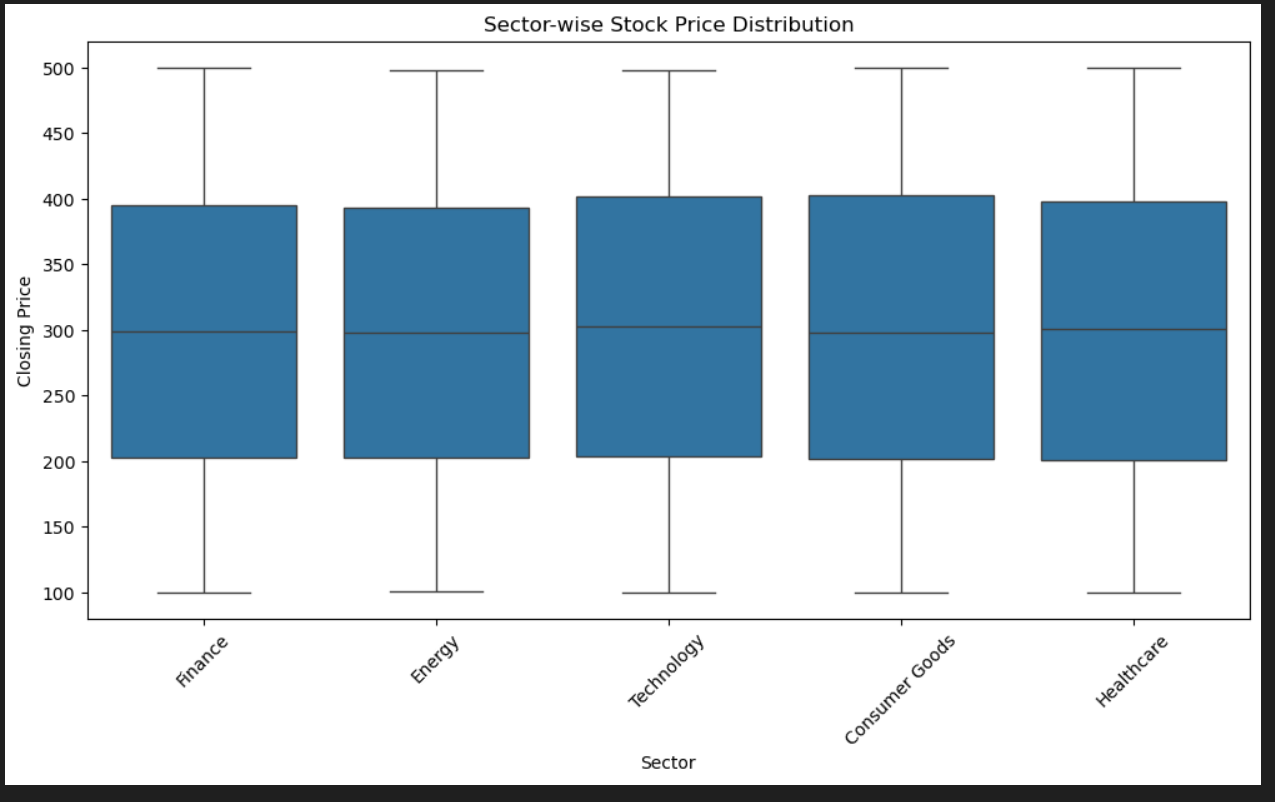 Sector-wise Stock Price Distribution
500
450
400
350
300
250
200
150
100
Closing Price
Finance
Energy
Technology
Consumer Goods
Healthcare
Sector